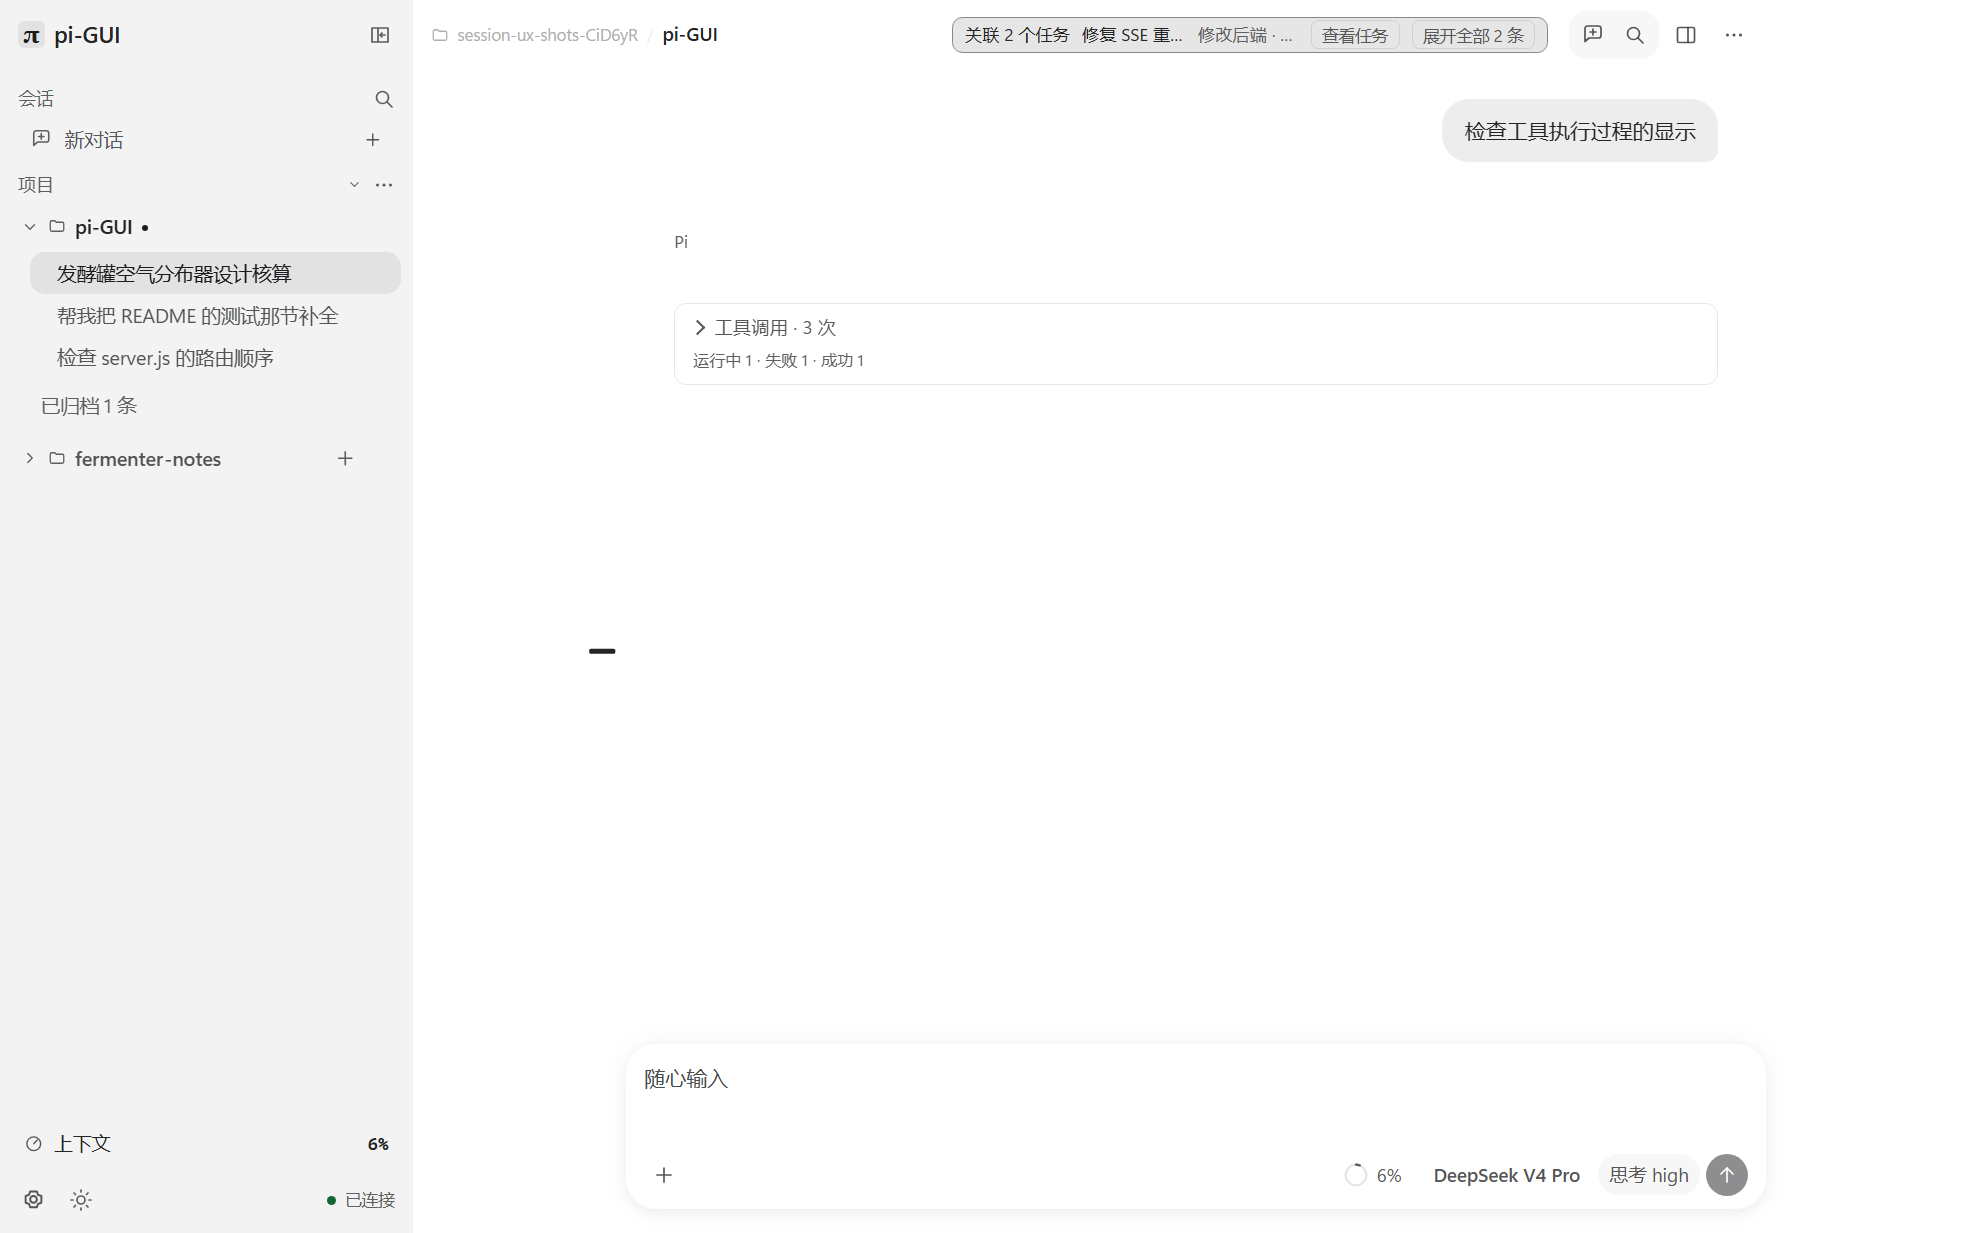 π pi-GUI
会话
新对话
项目
pi-GUI
发酵罐空气分布器设计核算
帮我把 README 的测试那节补全
检查 server.js 的路由顺序
已归档 1 条
fermenter-notes
上下文 6%
已连接
session-ux-shots-CiD6yR / pi-GUI
关联 2 个任务 修复 SSE 重... 修改后端 · ... 查看任务 展开全部 2 条
检查工具执行过程的显示
Pi
工具调用 · 3 次
运行中 1 · 失败 1 · 成功 1
随心输入
6% DeepSeek V4 Pro 思考 high